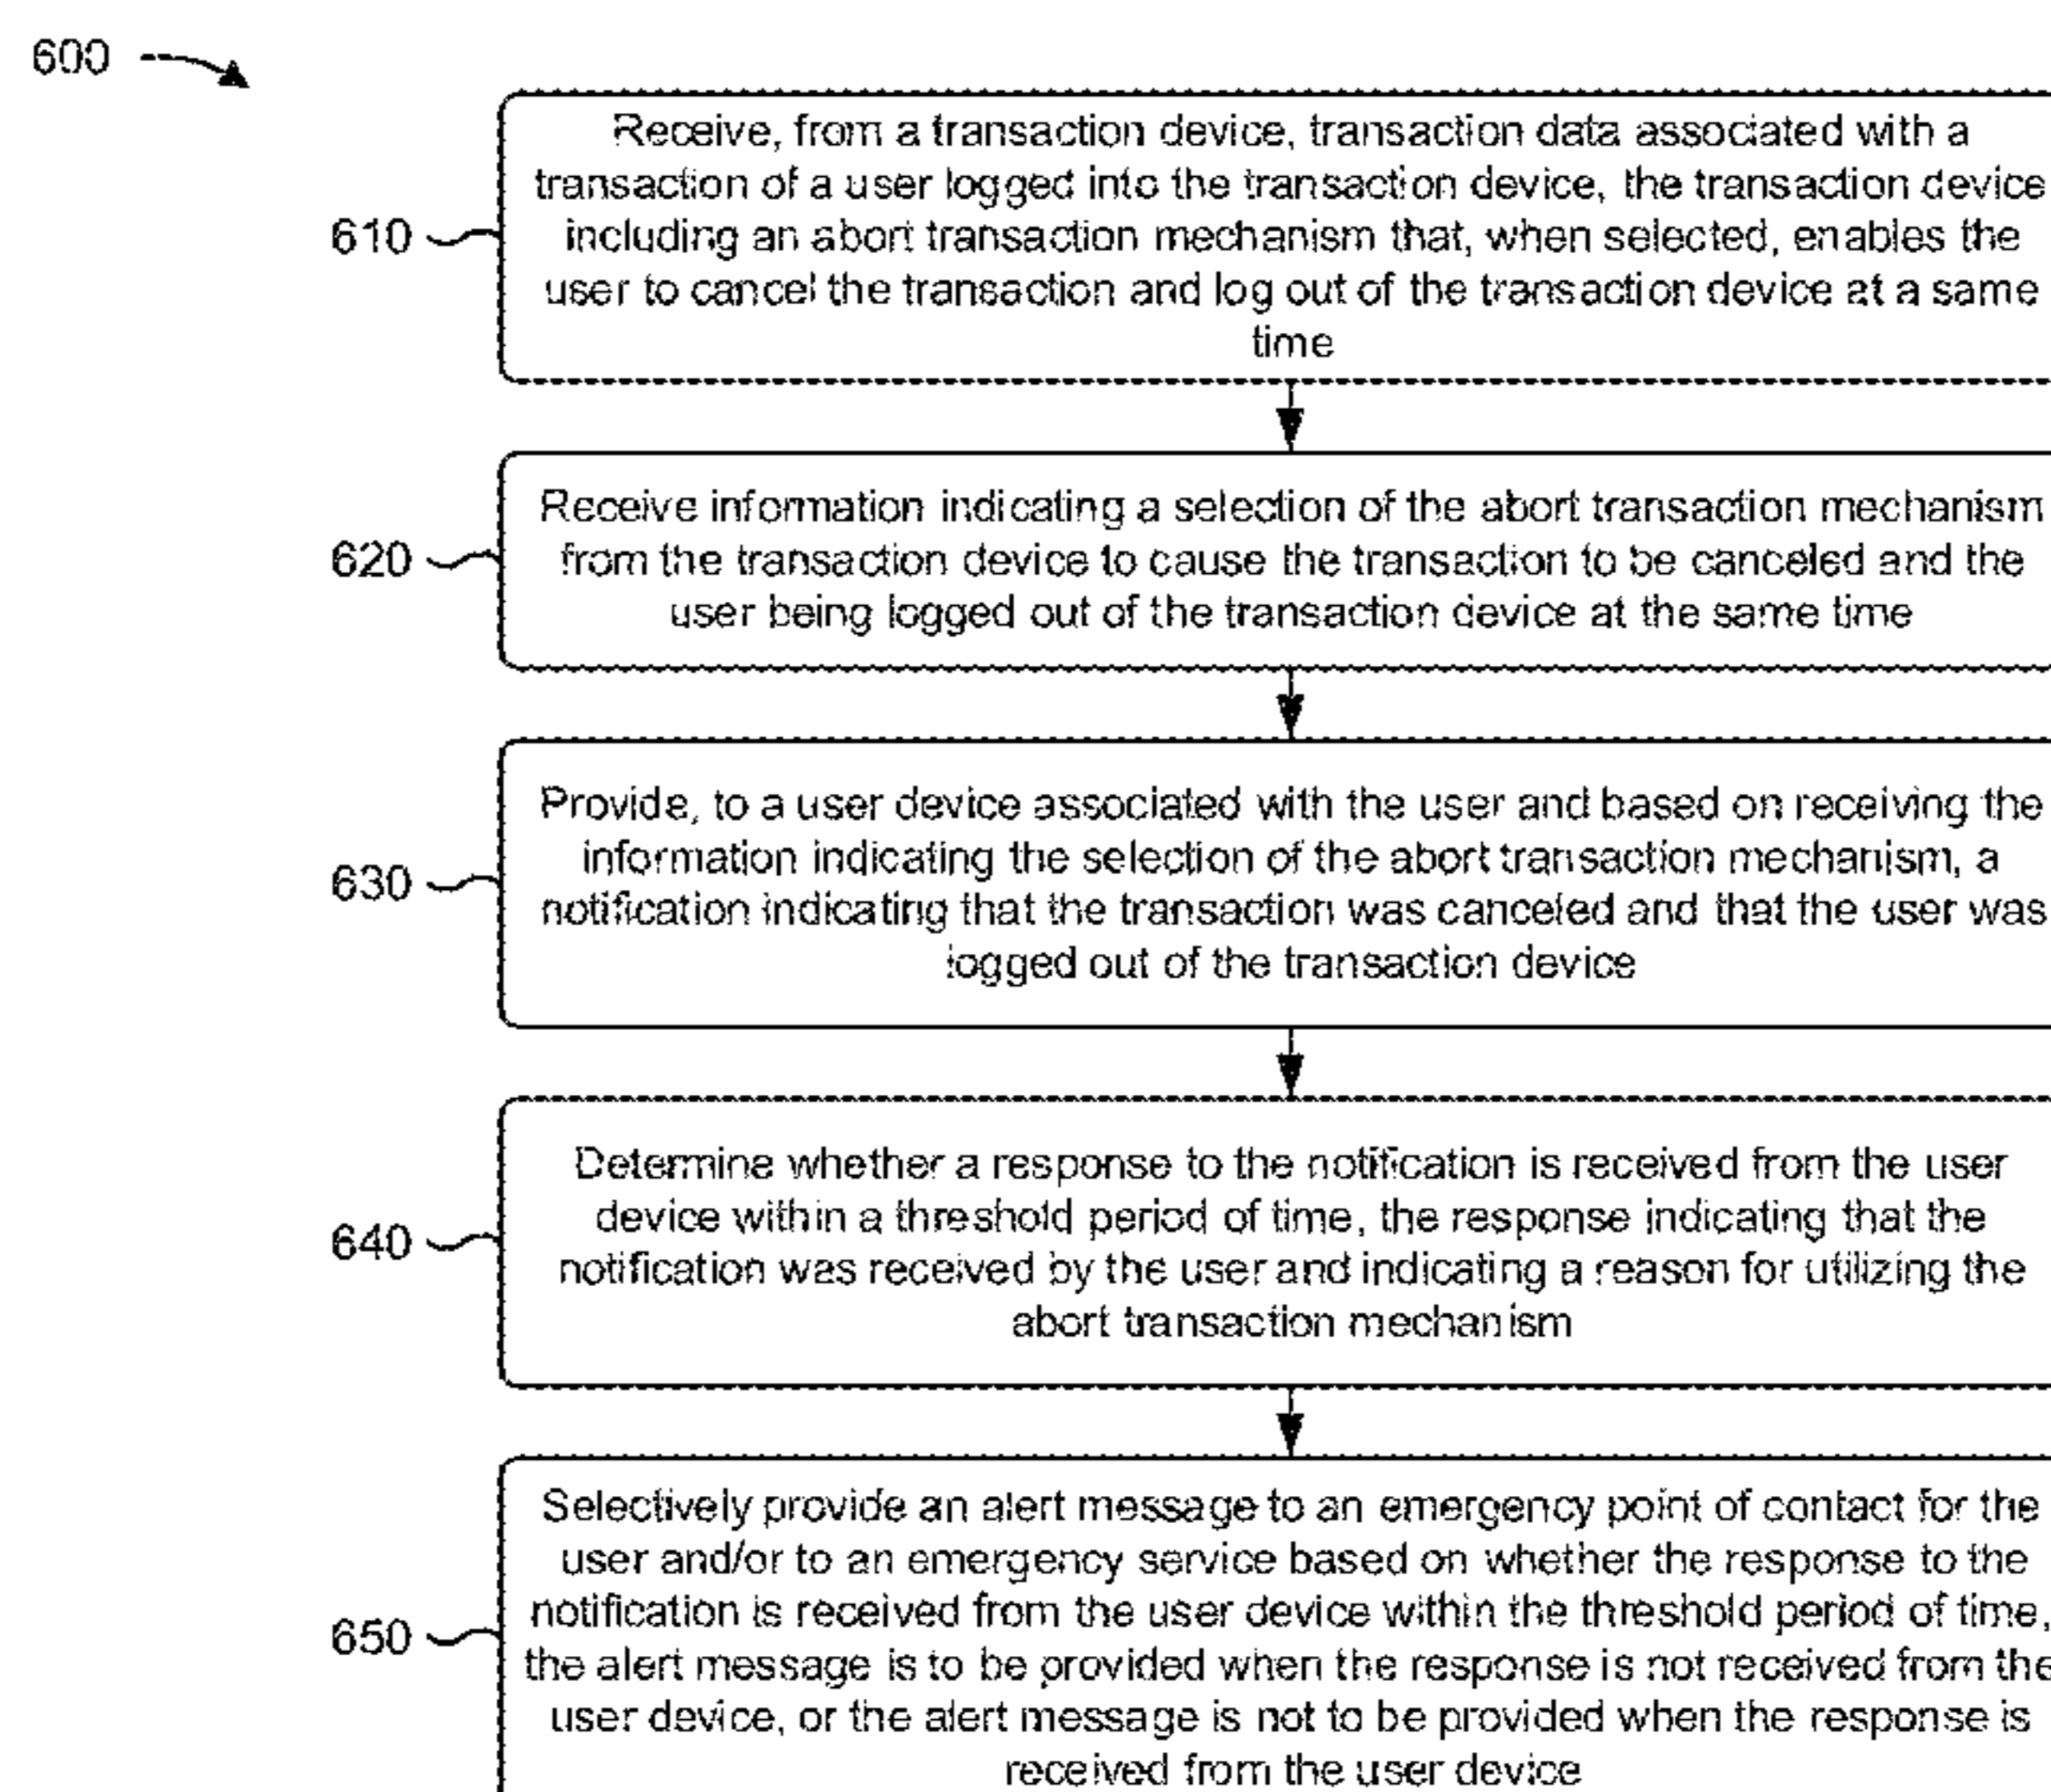 600
Receive, from a transaction device, transaction data associated with a
transaction of a user logged into the transaction device, the transaction device
610
including an abort transaction mechanism that, when selected, enables the
user to cancel the transaction and log out of the transaction device at a same
time
Receive information indicating a selection of the abort transaction mechanism
620
from the transaction device to cause the transaction to be canceled and the
user being logged out of the transaction device at the same time
Provide, to a user device associated with the user and based on receiving the
information indicating the selection of the abort transaction mechanism, a
630
notification indicating that the transaction was canceled and that the user was
logged out of the transaction device
Determine whether a response to the notification is received from the user
device within a threshold period of time, the response indicating that the
640
notification was received by the user and indicating a reason for utilizing the
abort transaction mechanism
Selectively provide an alert message to an emergency point of contact for the
user and/or to an emergency service based on whether the response to the
notification is received from the user device within the threshold period of time,
650
the alert message is to be provided when the response is not received from the
user device, or the alert message is not to be provided when the response is
received from the user device